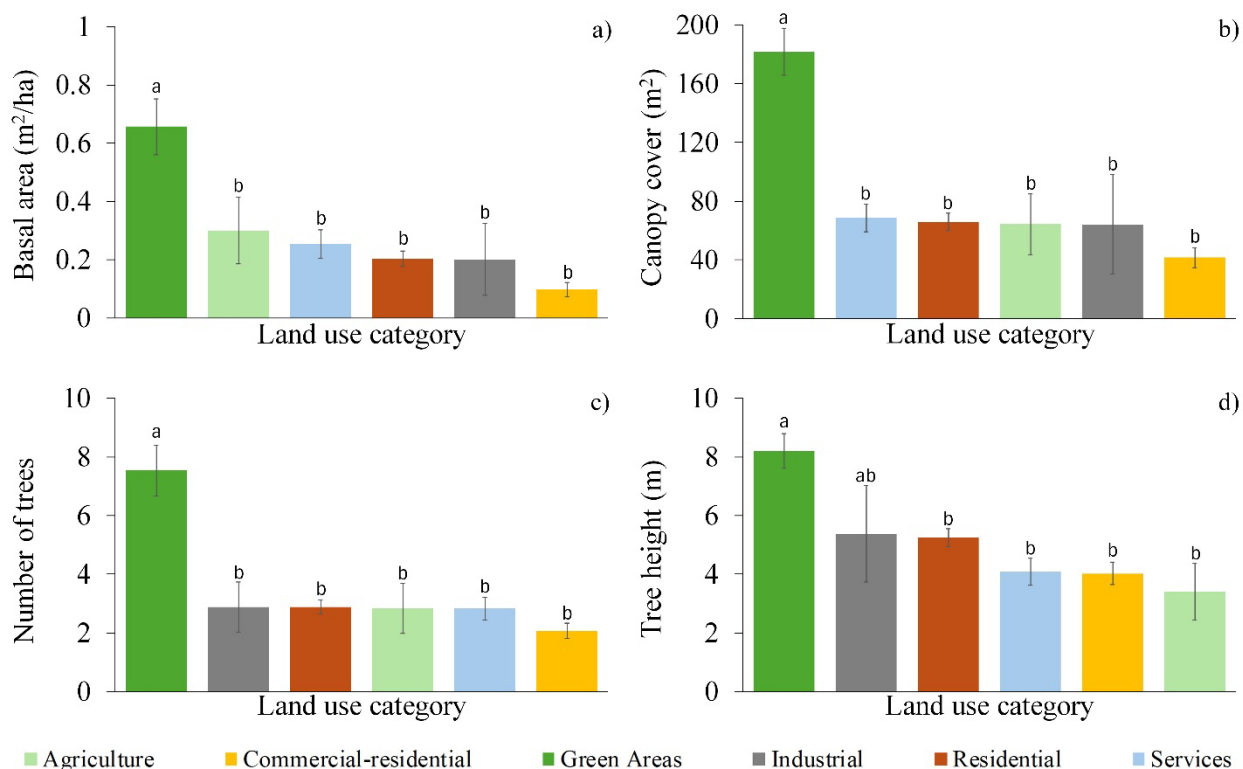 a)
Basal area (m²/ha)
1
0.8
0.6
0.4
0.2
0
a
b
b
b
b
b
Land use category
b)
Canopy cover (m²)
200
160
120
80
40
0
a
b
b
b
b
b
Land use category
c)
Number of trees
10
8
6
4
2
0
a
b
b
b
b
b
Land use category
d)
Tree height (m)
10
8
6
4
2
0
a
ab
b
b
b
b
Land use category
Agriculture Commercial-residential Green Areas Industrial Residential Services